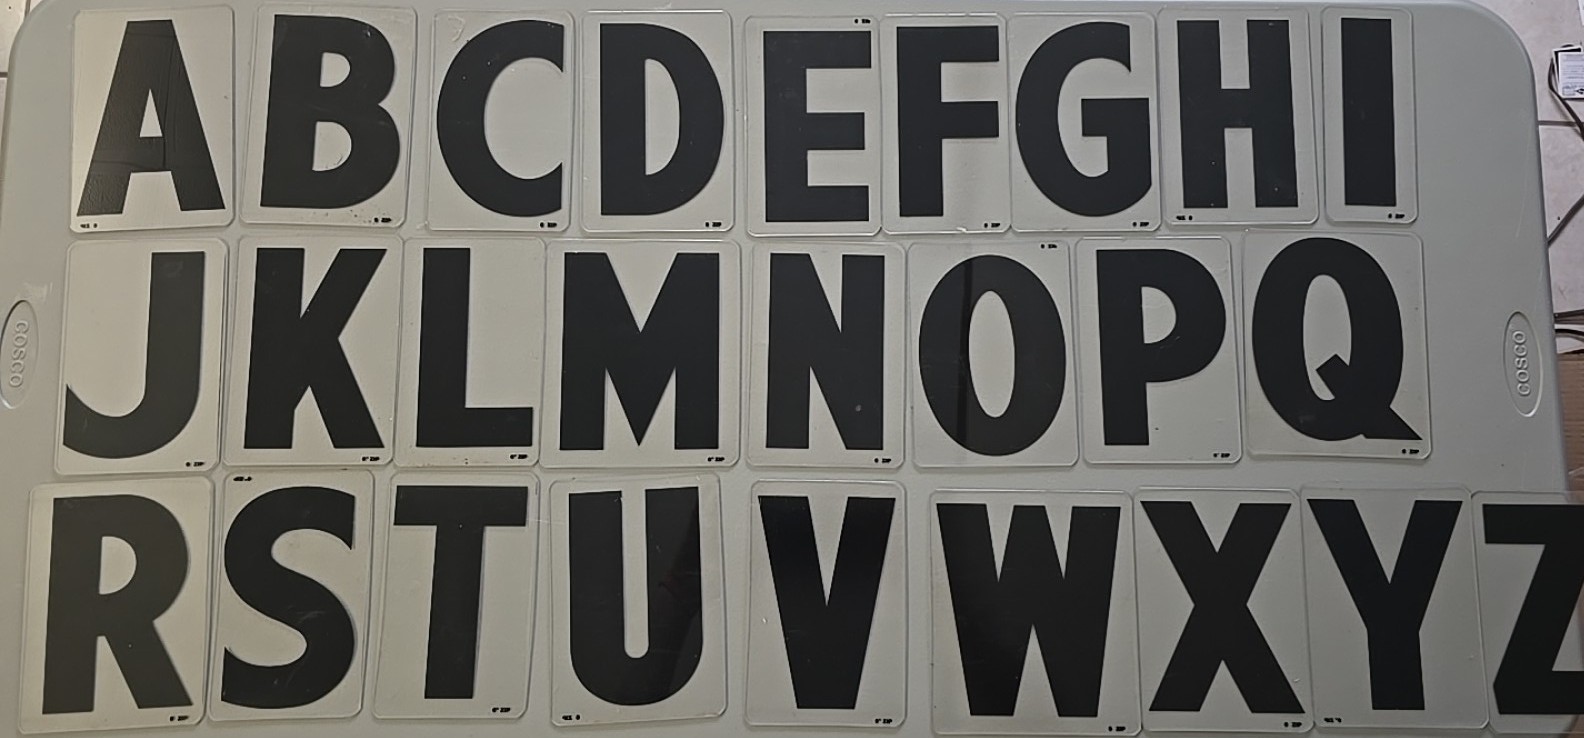 ABCDEFGHI
JKLMNOPQ
RSTUVWXYZ
COSCO
COSCO